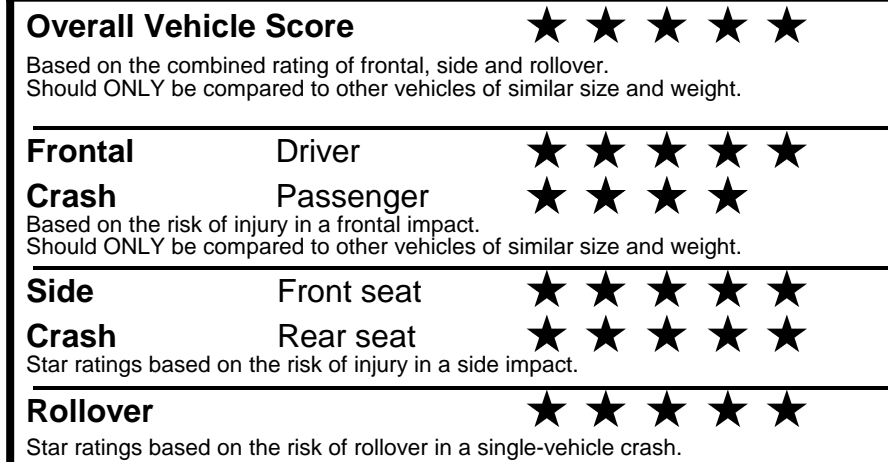 Overall Vehicle Score ★ ★ ★ ★ ★
Based on the combined rating of frontal, side and rollover.
Should ONLY be compared to other vehicles of similar size and weight.
Frontal Driver ★ ★ ★ ★ ★
Crash Passenger ★ ★ ★ ★
Based on the risk of injury in a frontal impact.
Should ONLY be compared to other vehicles of similar size and weight.
Side Front seat ★ ★ ★ ★ ★
Crash Rear seat ★ ★ ★ ★ ★
Star ratings based on the risk of injury in a side impact.
Rollover ★ ★ ★ ★ ★
Star ratings based on the risk of rollover in a single-vehicle crash.